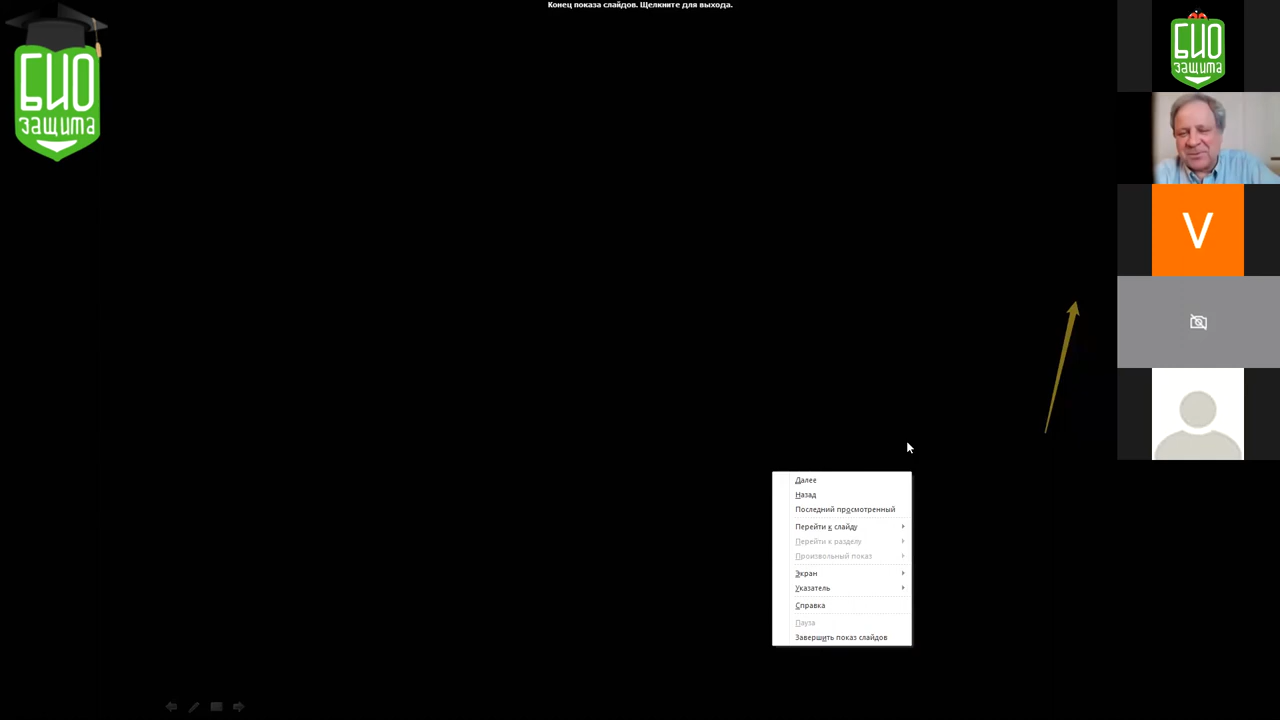 Конец показа слайдов. Щелкните для выхода.
БИО
защита
БИО
защита
V
Далее
Назад
Последний просмотренный
Перейти к слайду
Перейти к разделу
Произвольный показ
Экран
Указатель
Справка
Пауза
Завершить показ слайдов